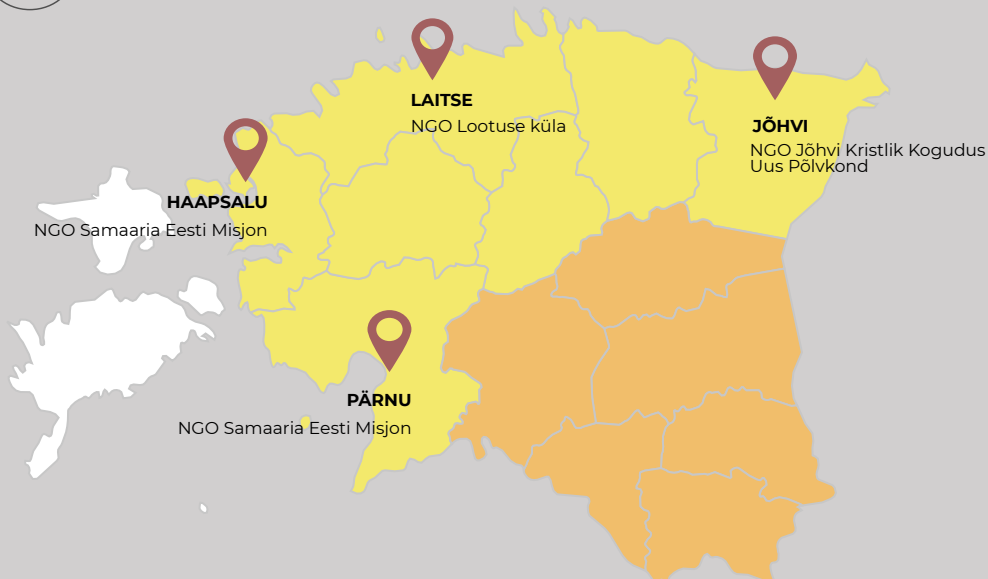 LAITSE
NGO Lootuse küla
JÕHVI
NGO Jõhvi Kristlik Kogudus
Uus Põlvkond
HAAPSALU
NGO Samaaria Eesti Misjon
PÄRNU
NGO Samaaria Eesti Misjon